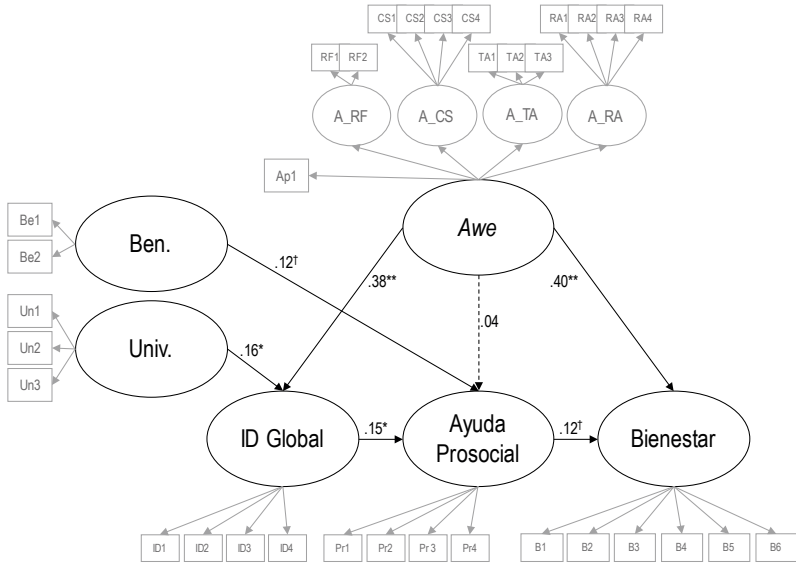 CS1 CS2 CS3 CS4
RA1 RA2 RA3 RA4
RF1 RF2
TA1 TA2 TA3
A_RF
A_CS
A_TA
A_RA
Ap1
Be1
Be2
Ben.
Awe
.12†
.38**
.40**
.04
Un1
Un2
Un3
Univ.
.16*
ID Global
.15*
Ayuda
Prosocial
.12†
Bienestar
ID1 ID2 ID3 ID4
Pr1 Pr2 Pr 3 Pr4
B1 B2 B3 B4 B5 B6